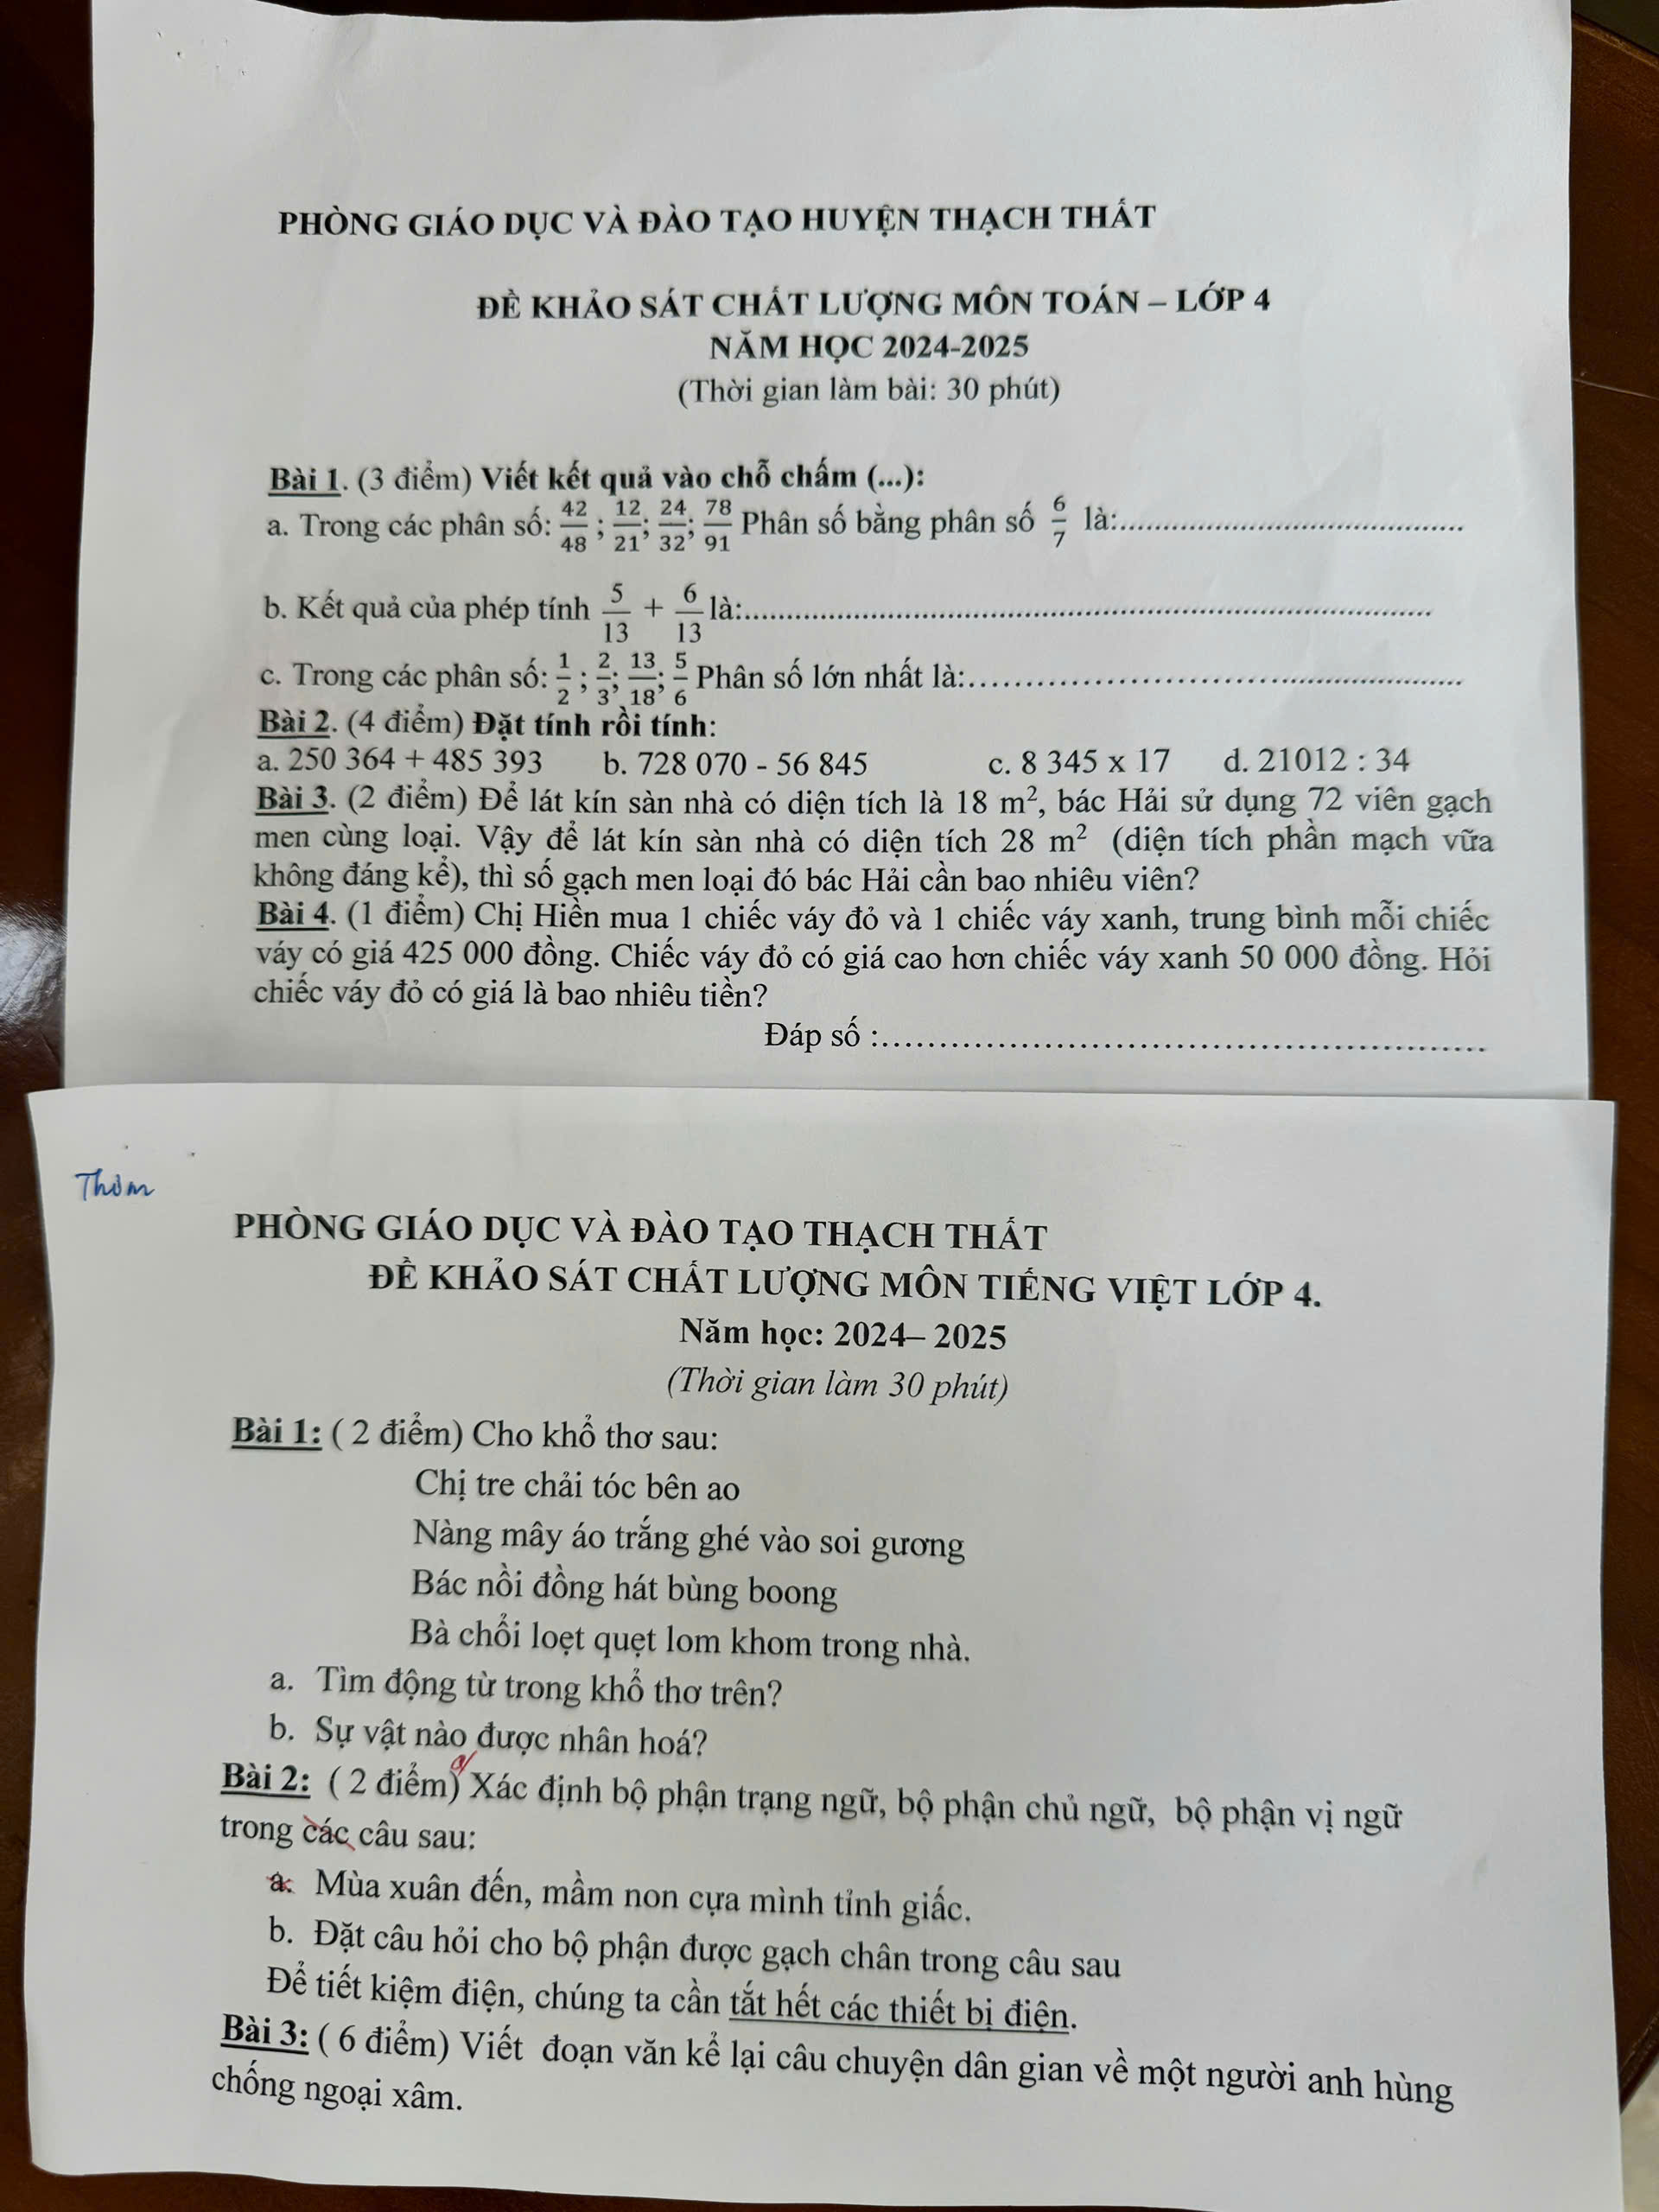 PHÒNG GIÁO DỤC VÀ ĐÀO TẠO HUYỆN THẠCH THẤT
ĐỀ KHẢO SÁT CHẤT LƯỢNG MÔN TOÁN – LỚP 4
NĂM HỌC 2024-2025
(Thời gian làm bài: 30 phút)
Bài 1. (3 điểm) Viết kết quả vào chỗ chấm (...):
a. Trong các phân số: 42/48 ; 12/21; 24/32; 78/91 Phân số bằng phân số 6/7 là:..........................................
b. Kết quả của phép tính 5/13 + 6/13 là:..........................................
c. Trong các phân số: 1/2 ; 2/3; 13/18; 5/6 Phân số lớn nhất là:..........................................
Bài 2. (4 điểm) Đặt tính rồi tính:
a. 250 364 + 485 393 b. 728 070 - 56 845 c. 8 345 x 17 d. 21012 : 34
Bài 3. (2 điểm) Để lát kín sàn nhà có diện tích là 18 m², bác Hải sử dụng 72 viên gạch
men cùng loại. Vậy để lát kín sàn nhà có diện tích 28 m² (diện tích phần mạch vữa
không đáng kể), thì số gạch men loại đó bác Hải cần bao nhiêu viên?
Bài 4. (1 điểm) Chị Hiền mua 1 chiếc váy đỏ và 1 chiếc váy xanh, trung bình mỗi chiếc
váy có giá 425 000 đồng. Chiếc váy đỏ có giá cao hơn chiếc váy xanh 50 000 đồng. Hỏi
chiếc váy đỏ có giá là bao nhiêu tiền?
Đáp số :..........................................
Thơm
PHÒNG GIÁO DỤC VÀ ĐÀO TẠO THẠCH THẤT
ĐỀ KHẢO SÁT CHẤT LƯỢNG MÔN TIẾNG VIỆT LỚP 4.
Năm học: 2024– 2025
(Thời gian làm 30 phút)
Bài 1: ( 2 điểm) Cho khổ thơ sau:
Chị tre chải tóc bên ao
Nàng mây áo trắng ghé vào soi gương
Bác nồi đồng hát bùng boong
Bà chổi loẹt quẹt lom khom trong nhà.
a. Tìm động từ trong khổ thơ trên?
b. Sự vật nào được nhân hoá?
Bài 2: ( 2 điểm) a/ Xác định bộ phận trạng ngữ, bộ phận chủ ngữ, bộ phận vị ngữ
trong các câu sau:
a. Mùa xuân đến, mầm non cựa mình tỉnh giấc.
b. Đặt câu hỏi cho bộ phận được gạch chân trong câu sau
Để tiết kiệm điện, chúng ta cần tắt hết các thiết bị điện.
Bài 3: ( 6 điểm) Viết đoạn văn kể lại câu chuyện dân gian về một người anh hùng
chống ngoại xâm.